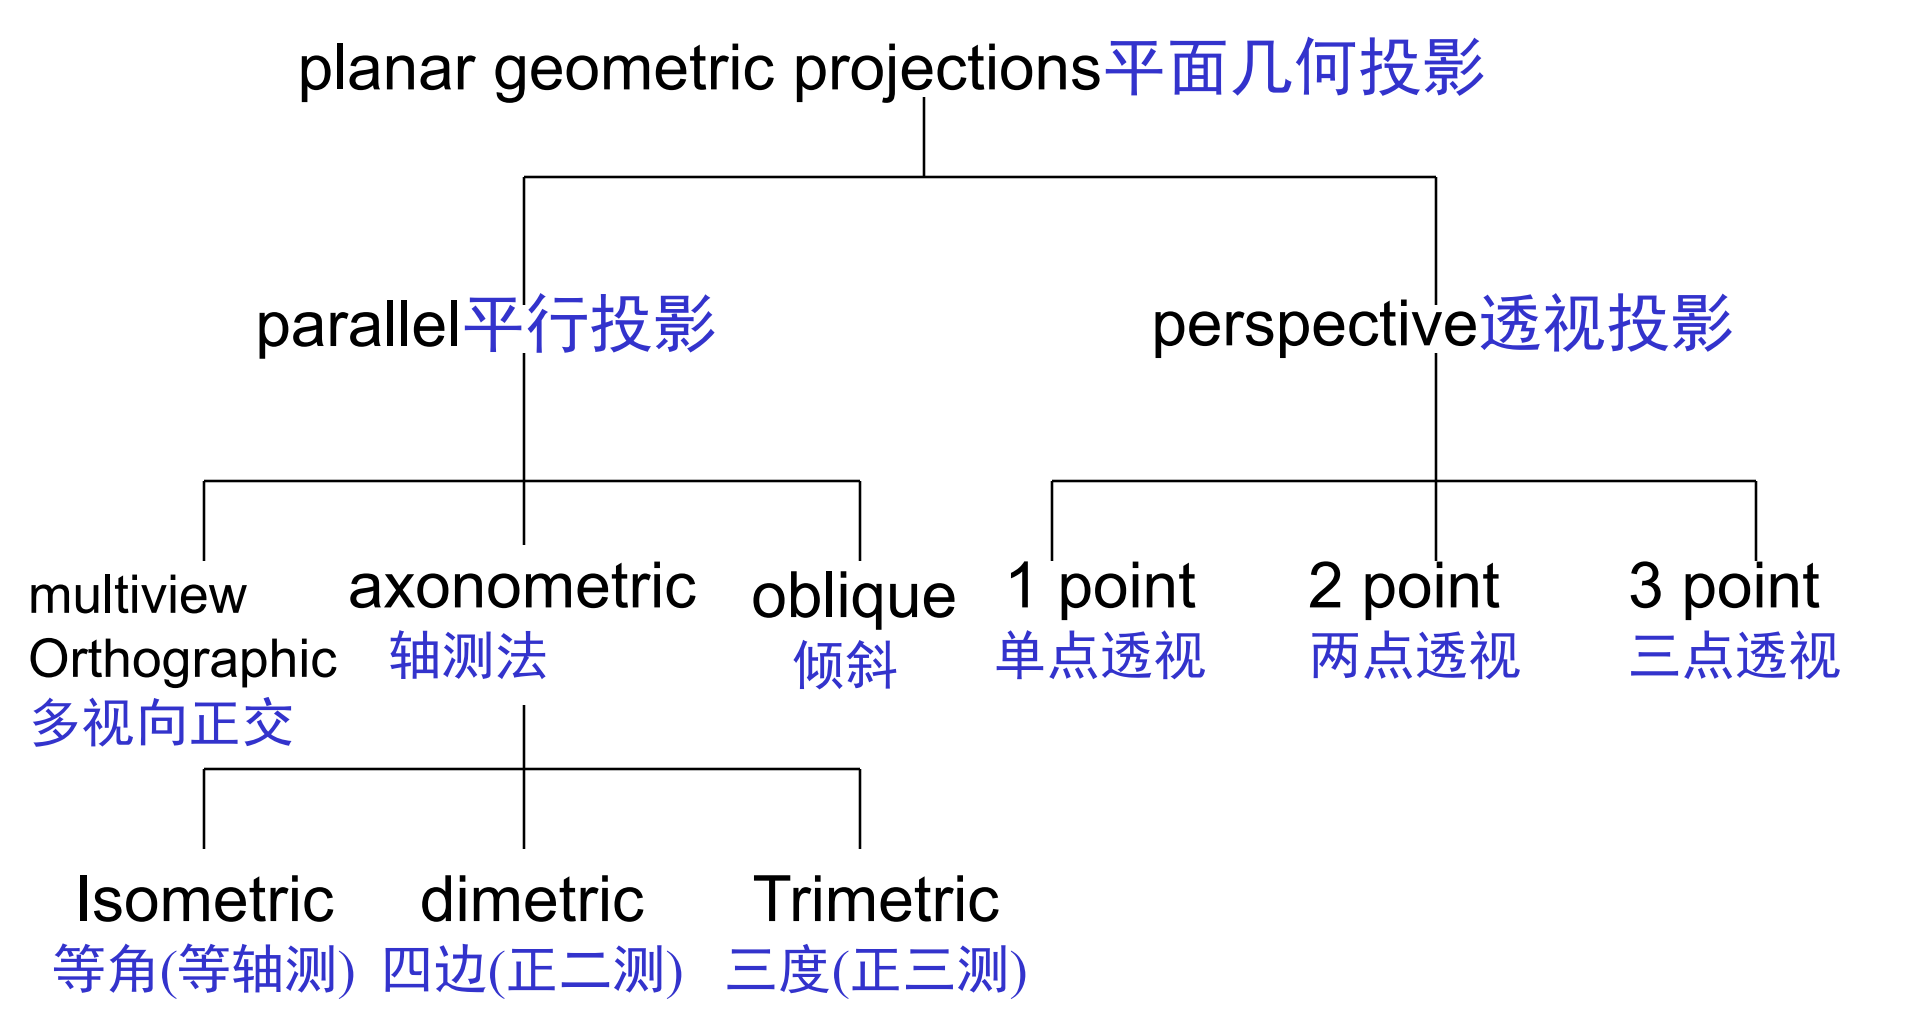 planar geometric projections平面几何投影
parallel平行投影
perspective透视投影
multiview
Orthographic
多视向正交
axonometric
轴测法
oblique
倾斜
1 point
单点透视
2 point
两点透视
3 point
三点透视
Isometric
等角(等轴测)
dimetric
四边(正二测)
Trimetric
三度(正三测)